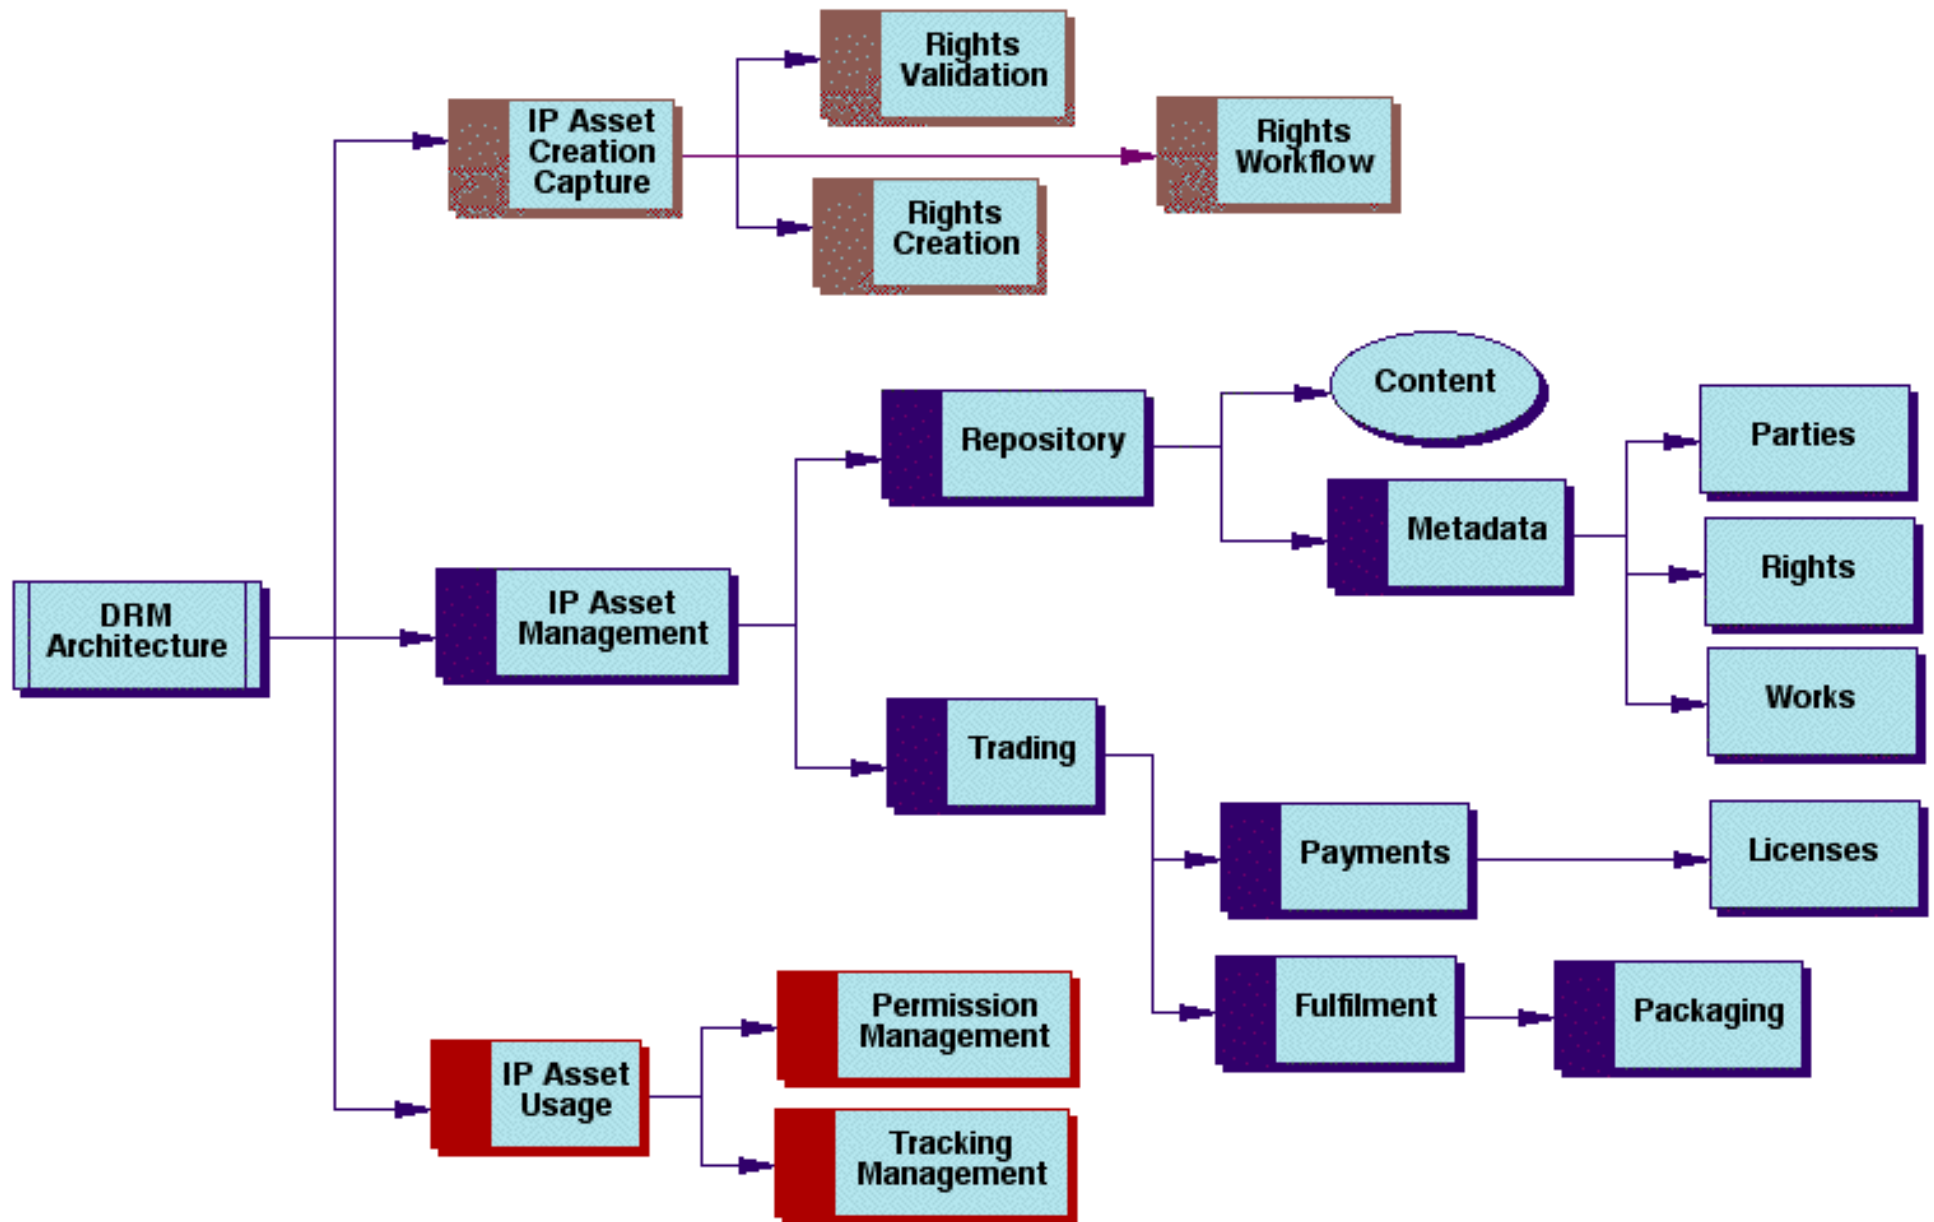 Rights
Validation
IP Asset
Creation
Capture
Rights
Workflow
Rights
Creation
Content
Repository
Parties
Metadata
Rights
DRM
Architecture
IP Asset
Management
Works
Trading
Payments
Licenses
Permission
Management
Fulfilment
Packaging
IP Asset
Usage
Tracking
Management